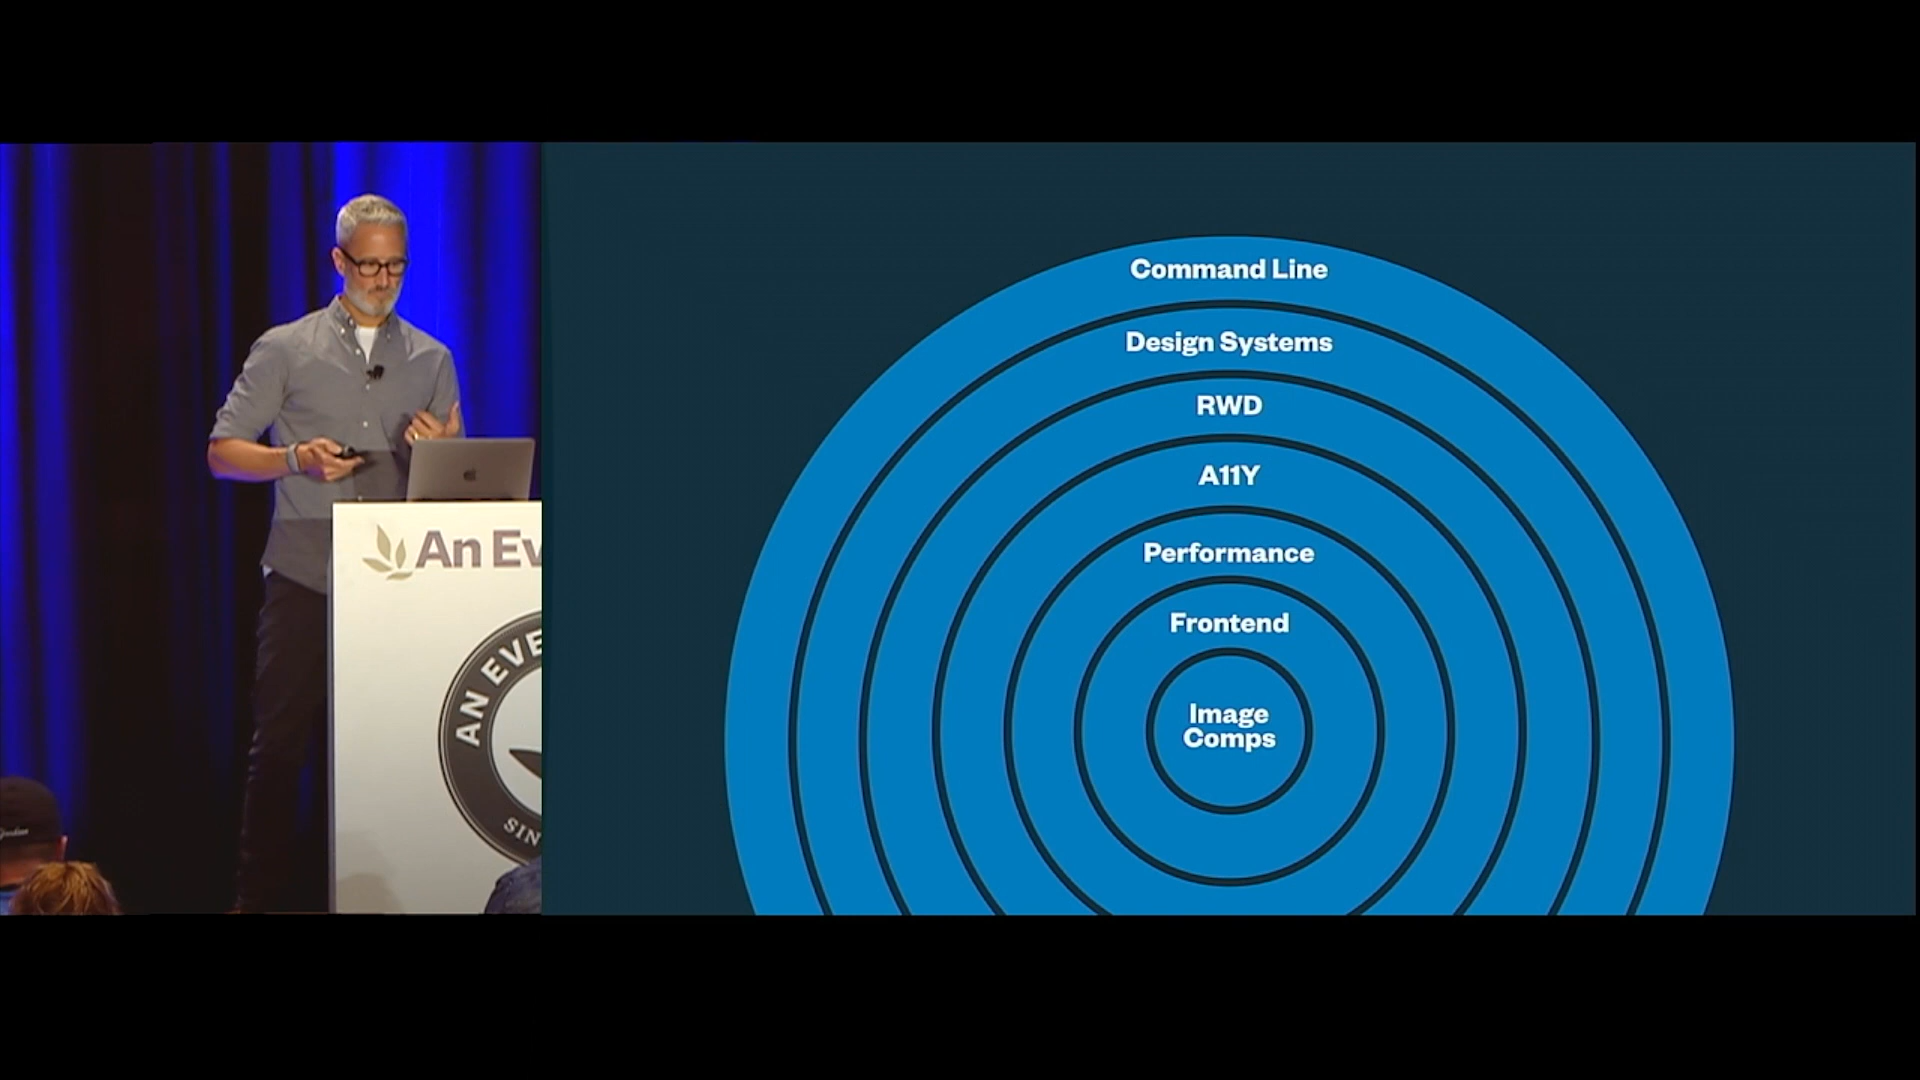 An Ev
AN EVE
SIN
Command Line
Design Systems
RWD
A11Y
Performance
Frontend
Image
Comps